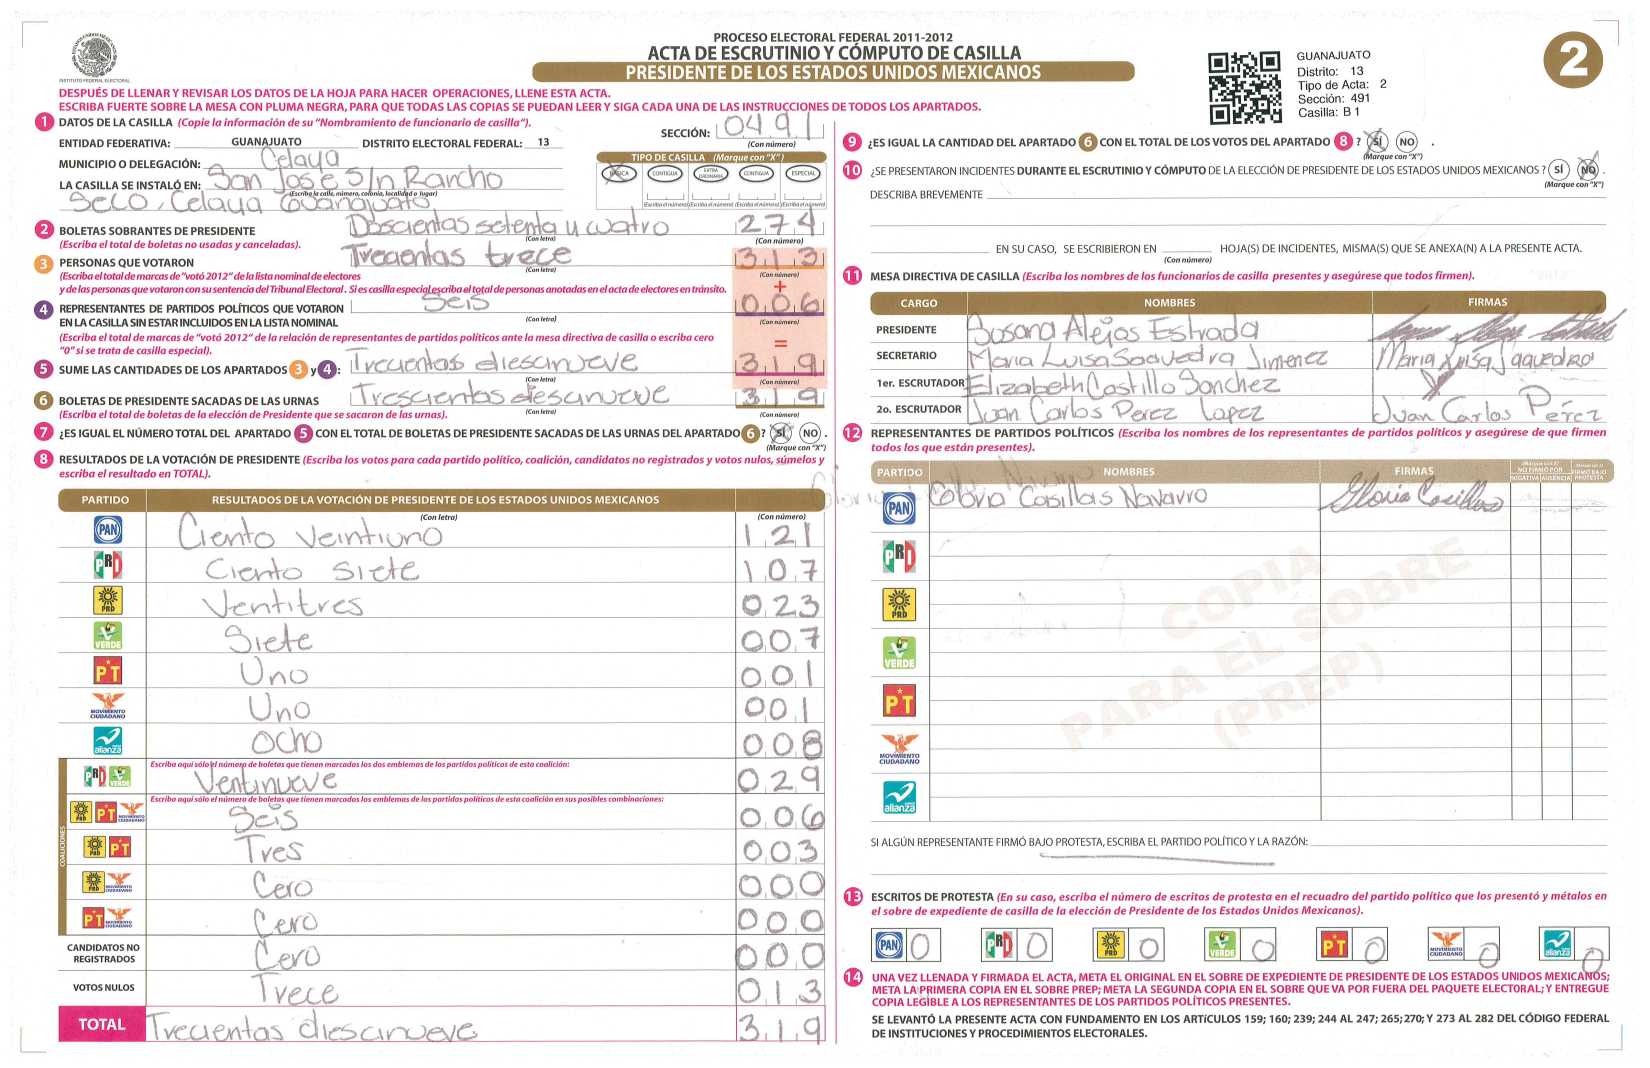 PROCESO ELECTORAL FEDERAL 2011-2012
ACTA DE ESCRUTINIO Y CÓMPUTO DE CASILLA
PRESIDENTE DE LOS ESTADOS UNIDOS MEXICANOS
INSTITUTO FEDERAL ELECTORAL
GUANAJUATO
Distrito: 13
Tipo de Acta: 2
Sección: 491
Casilla: B 1
2
DESPUÉS DE LLENAR Y REVISAR LOS DATOS DE LA HOJA PARA HACER OPERACIONES, LLENE ESTA ACTA.
ESCRIBA FUERTE SOBRE LA MESA CON PLUMA NEGRA, PARA QUE TODAS LAS COPIAS SE PUEDAN LEER Y SIGA CADA UNA DE LAS INSTRUCCIONES DE TODOS LOS APARTADOS.
1 DATOS DE LA CASILLA (Copie la información de su "Nombramiento de funcionario de casilla").
SECCIÓN: 0491
(Con número)
ENTIDAD FEDERATIVA: GUANAJUATO DISTRITO ELECTORAL FEDERAL: 13
MUNICIPIO O DELEGACIÓN: Celaya
LA CASILLA SE INSTALÓ EN: San Jose S/n Rancho
(Escriba la calle, número, colonia, localidad o lugar)
Seco, Celaya Guanajuato
TIPO DE CASILLA (Marque con "X")
BÁSICA CONTIGUA EXTRA ORDINARIA CONTIGUA ESPECIAL
(Escriba el número) (Escriba el número) (Escriba el número) (Escriba el número)
2 BOLETAS SOBRANTES DE PRESIDENTE Doscientas setenta y cuatro 274
(Escriba el total de boletas no usadas y canceladas). (Con letra) (Con número)
3 PERSONAS QUE VOTARON Trecientas trece 313
(Con letra) (Con número)
(Escriba el total de marcas de "votó 2012" de la lista nominal de electores
y de las personas que votaron con su sentencia del Tribunal Electoral. Si es casilla especial escriba el total de personas anotadas en el acta de electores en tránsito.
+
4 REPRESENTANTES DE PARTIDOS POLÍTICOS QUE VOTARON Seis 006
EN LA CASILLA SIN ESTAR INCLUIDOS EN LA LISTA NOMINAL (Con letra) (Con número)
(Escriba el total de marcas de "votó 2012" de la relación de representantes de partidos políticos ante la mesa directiva de casilla o escriba cero
"0" si se trata de casilla especial).
=
5 SUME LAS CANTIDADES DE LOS APARTADOS 3 y 4: Trecientas diescinueve 319
(Con letra) (Con número)
6 BOLETAS DE PRESIDENTE SACADAS DE LAS URNAS Trescientas diescinueve 319
(Escriba el total de boletas de la elección de Presidente que se sacaron de las urnas). (Con letra) (Con número)
7 ¿ES IGUAL EL NÚMERO TOTAL DEL APARTADO 5 CON EL TOTAL DE BOLETAS DE PRESIDENTE SACADAS DE LAS URNAS DEL APARTADO 6 ? SÍ NO .
(Marque con "X")
8 RESULTADOS DE LA VOTACIÓN DE PRESIDENTE (Escriba los votos para cada partido político, coalición, candidatos no registrados y votos nulos, súmelos y
escriba el resultado en TOTAL).
PARTIDO RESULTADOS DE LA VOTACIÓN DE PRESIDENTE DE LOS ESTADOS UNIDOS MEXICANOS
(Con letra) (Con número)
PAN Ciento Veintiuno 121
PRI Ciento siete 107
PRD Ventitres 023
VERDE Siete 007
PT Uno 001
MOVIMIENTO CIUDADANO Uno 001
nueva alianza Ocho 008
COALICIONES
Escriba aquí sólo el número de boletas que tienen marcados los dos emblemas de los partidos políticos de esta coalición:
PRI VERDE Ventinueve 029
Escriba aquí sólo el número de boletas que tienen marcados los emblemas de los partidos políticos de esta coalición en sus posibles combinaciones:
PRD PT MOVIMIENTO CIUDADANO Seis 006
PRD PT Tres 003
PRD MOVIMIENTO CIUDADANO Cero 000
PT MOVIMIENTO CIUDADANO Cero 000
CANDIDATOS NO REGISTRADOS Cero 000
VOTOS NULOS Trece 013
TOTAL Trecientas diescinueve 319
9 ¿ES IGUAL LA CANTIDAD DEL APARTADO 6 CON EL TOTAL DE LOS VOTOS DEL APARTADO 8 ? SÍ NO .
(Marque con "X")
10 ¿SE PRESENTARON INCIDENTES DURANTE EL ESCRUTINIO Y CÓMPUTO DE LA ELECCIÓN DE PRESIDENTE DE LOS ESTADOS UNIDOS MEXICANOS ? SÍ NO .
(Marque con "X")
DESCRIBA BREVEMENTE
EN SU CASO, SE ESCRIBIERON EN HOJA(S) DE INCIDENTES, MISMA(S) QUE SE ANEXA(N) A LA PRESENTE ACTA.
(Con número)
11 MESA DIRECTIVA DE CASILLA (Escriba los nombres de los funcionarios de casilla presentes y asegúrese que todos firmen).
CARGO NOMBRES FIRMAS
PRESIDENTE Susana Alejos Estrada
SECRETARIO Maria Luisa Saavedra Jimenez Maria Luisa
1er. ESCRUTADOR Elizabeth Castillo Sanchez
2o. ESCRUTADOR Juan Carlos Perez Lopez Juan Carlos Pérez
12 REPRESENTANTES DE PARTIDOS POLÍTICOS (Escriba los nombres de los representantes de partidos políticos y asegúrese de que firmen
todos los que están presentes).
PARTIDO NOMBRES FIRMAS NO FIRMÓ POR NEGATIVA AUSENCIA FIRMÓ BAJO PROTESTA
PAN Gloria Casillas Navarro Gloria Casillas
PRI
PRD
VERDE
PT
MOVIMIENTO CIUDADANO
nueva alianza
COPIA
PARA EL SOBRE
(PREP)
SI ALGÚN REPRESENTANTE FIRMÓ BAJO PROTESTA, ESCRIBA EL PARTIDO POLÍTICO Y LA RAZÓN:
13 ESCRITOS DE PROTESTA (En su caso, escriba el número de escritos de protesta en el recuadro del partido político que los presentó y métalos en
el sobre de expediente de casilla de la elección de Presidente de los Estados Unidos Mexicanos).
PAN 0 PRI 0 PRD 0 VERDE 0 PT 0 MOVIMIENTO CIUDADANO 0 nueva alianza 0
14 UNA VEZ LLENADA Y FIRMADA EL ACTA, META EL ORIGINAL EN EL SOBRE DE EXPEDIENTE DE PRESIDENTE DE LOS ESTADOS UNIDOS MEXICANOS;
META LA PRIMERA COPIA EN EL SOBRE PREP; META LA SEGUNDA COPIA EN EL SOBRE QUE VA POR FUERA DEL PAQUETE ELECTORAL; Y ENTREGUE
COPIA LEGIBLE A LOS REPRESENTANTES DE LOS PARTIDOS POLÍTICOS PRESENTES.
SE LEVANTÓ LA PRESENTE ACTA CON FUNDAMENTO EN LOS ARTÍCULOS 159; 160; 239; 244 AL 247; 265; 270; Y 273 AL 282 DEL CÓDIGO FEDERAL
DE INSTITUCIONES Y PROCEDIMIENTOS ELECTORALES.